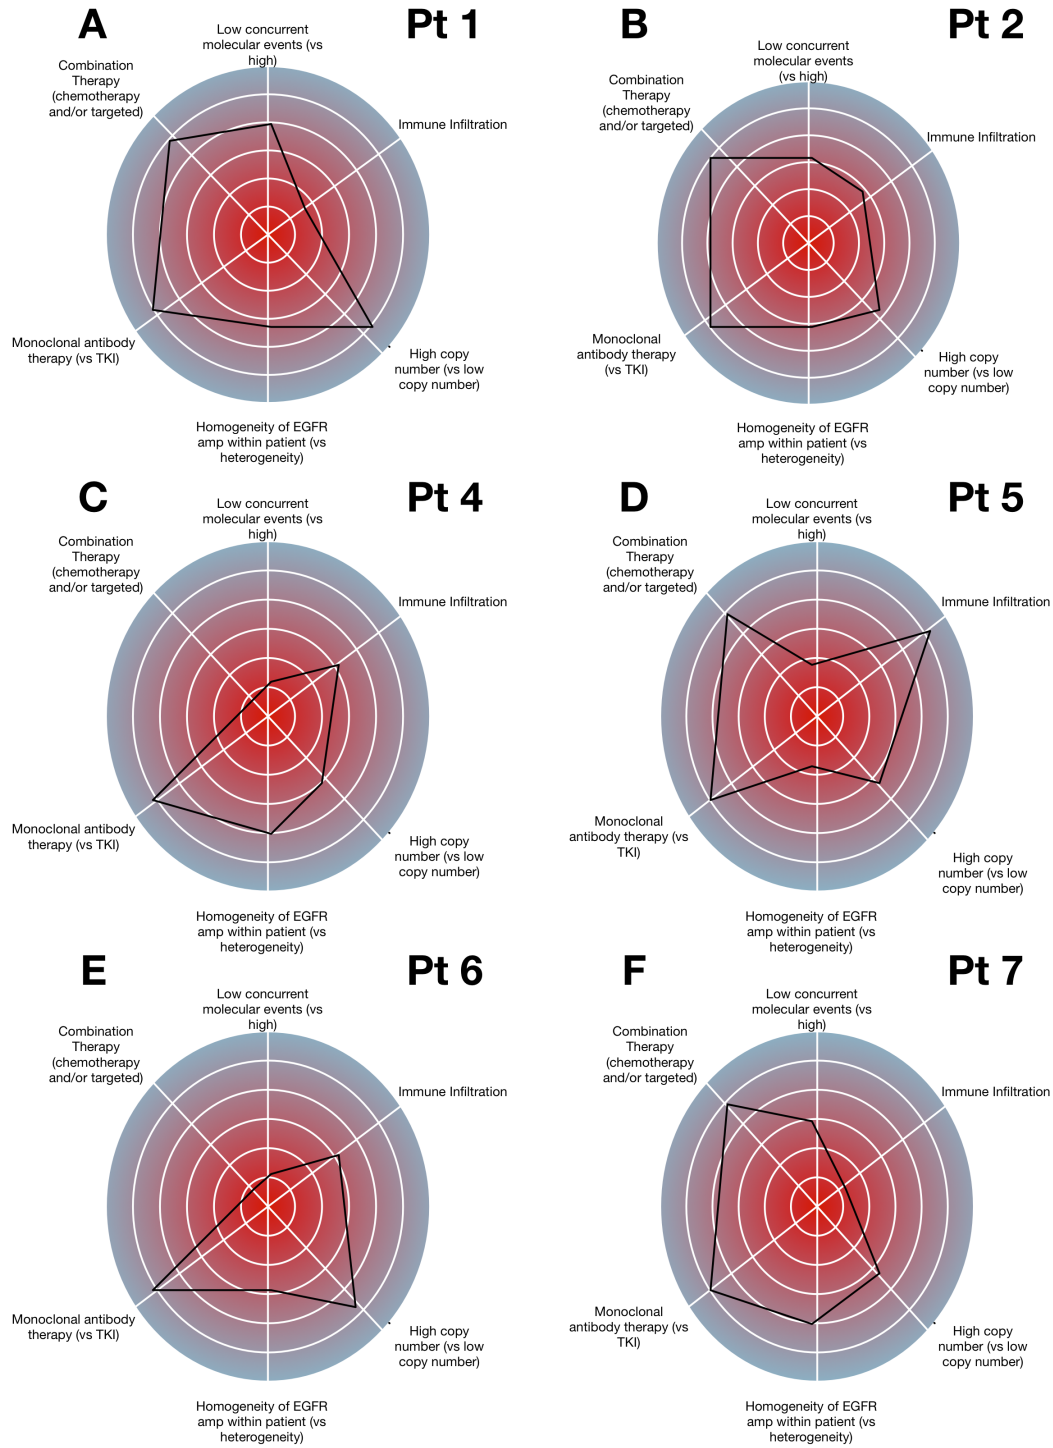 A
Pt 1
Low concurrent
molecular events (vs
high)
Combination
Therapy
(chemotherapy
and/or targeted)
Immune Infiltration
Monoclonal antibody
therapy (vs TKI)
High copy
number (vs low
copy number)
Homogeneity of EGFR
amp within patient (vs
heterogeneity)
B
Pt 2
Low concurrent
molecular events
(vs high)
Combination
Therapy
(chemotherapy
and/or targeted)
Immune Infiltration
Monoclonal
antibody therapy
(vs TKI)
High copy
number (vs low
copy number)
Homogeneity of EGFR
amp within patient (vs
heterogeneity)
C
Pt 4
Low concurrent
molecular events (vs
high)
Combination
Therapy
(chemotherapy
and/or targeted)
Immune Infiltration
Monoclonal antibody
therapy (vs TKI)
High copy
number (vs low
copy number)
Homogeneity of EGFR
amp within patient (vs
heterogeneity)
D
Pt 5
Low concurrent
molecular events (vs
high)
Combination
Therapy
(chemotherapy
and/or targeted)
Immune Infiltration
Monoclonal
antibody therapy (vs
TKI)
High copy
number (vs low
copy number)
Homogeneity of EGFR
amp within patient (vs
heterogeneity)
E
Pt 6
Low concurrent
molecular events (vs
high)
Combination
Therapy
(chemotherapy
and/or targeted)
Immune Infiltration
Monoclonal antibody
therapy (vs TKI)
High copy
number (vs low
copy number)
Homogeneity of EGFR
amp within patient (vs
heterogeneity)
F
Pt 7
Low concurrent
molecular events (vs
high)
Combination
Therapy
(chemotherapy
and/or targeted)
Immune Infiltration
Monoclonal
antibody therapy (vs
TKI)
High copy
number (vs low
copy number)
Homogeneity of EGFR
amp within patient (vs
heterogeneity)